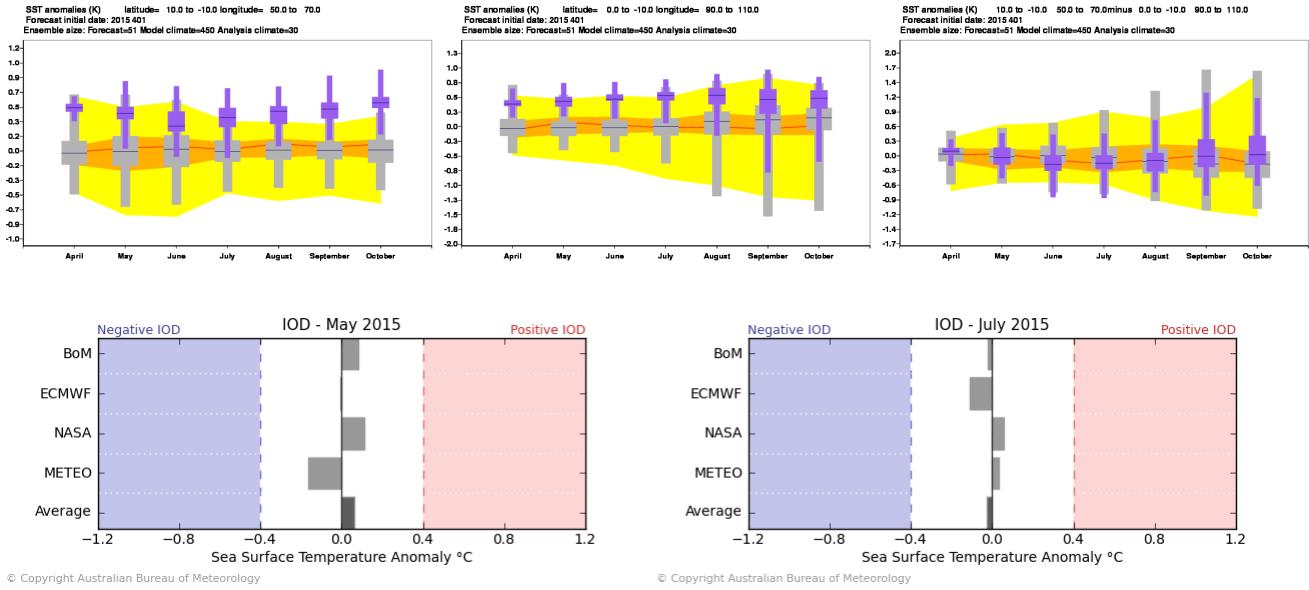 SST anomalies (K) latitude= 10.0 to -10.0 longitude= 50.0 to 70.0
Forecast initial date: 2015 401
Ensemble size: Forecast=51 Model climate=450 Analysis climate=30
1.2
1.0
0.9
0.7
0.5
0.3
0.2
0.0
-0.2
-0.3
-0.5
-0.7
-0.9
-1.0
April May June July August September October
SST anomalies (K) latitude= 0.0 to -10.0 longitude= 90.0 to 110.0
Forecast initial date: 2015 401
Ensemble size: Forecast=51 Model climate=450 Analysis climate=30
1.3
1.0
0.8
0.5
0.3
0.0
-0.3
-0.5
-0.8
-1.0
-1.3
-1.5
-1.8
-2.0
April May June July August September October
SST anomalies (K) 10.0 to -10.0 50.0 to 70.0minus 0.0 to -10.0 90.0 to 110.0
Forecast initial date: 2015 401
Ensemble size: Forecast=51 Model climate=450 Analysis climate=30
2.0
1.7
1.4
1.2
0.9
0.6
0.3
0.0
-0.3
-0.6
-0.9
-1.2
-1.4
-1.7
April May June July August September October
IOD - May 2015
Negative IOD Positive IOD
BoM
ECMWF
NASA
METEO
Average
−1.2 −0.8 −0.4 0.0 0.4 0.8 1.2
Sea Surface Temperature Anomaly °C
© Copyright Australian Bureau of Meteorology
IOD - July 2015
Negative IOD Positive IOD
BoM
ECMWF
NASA
METEO
Average
−1.2 −0.8 −0.4 0.0 0.4 0.8 1.2
Sea Surface Temperature Anomaly °C
© Copyright Australian Bureau of Meteorology